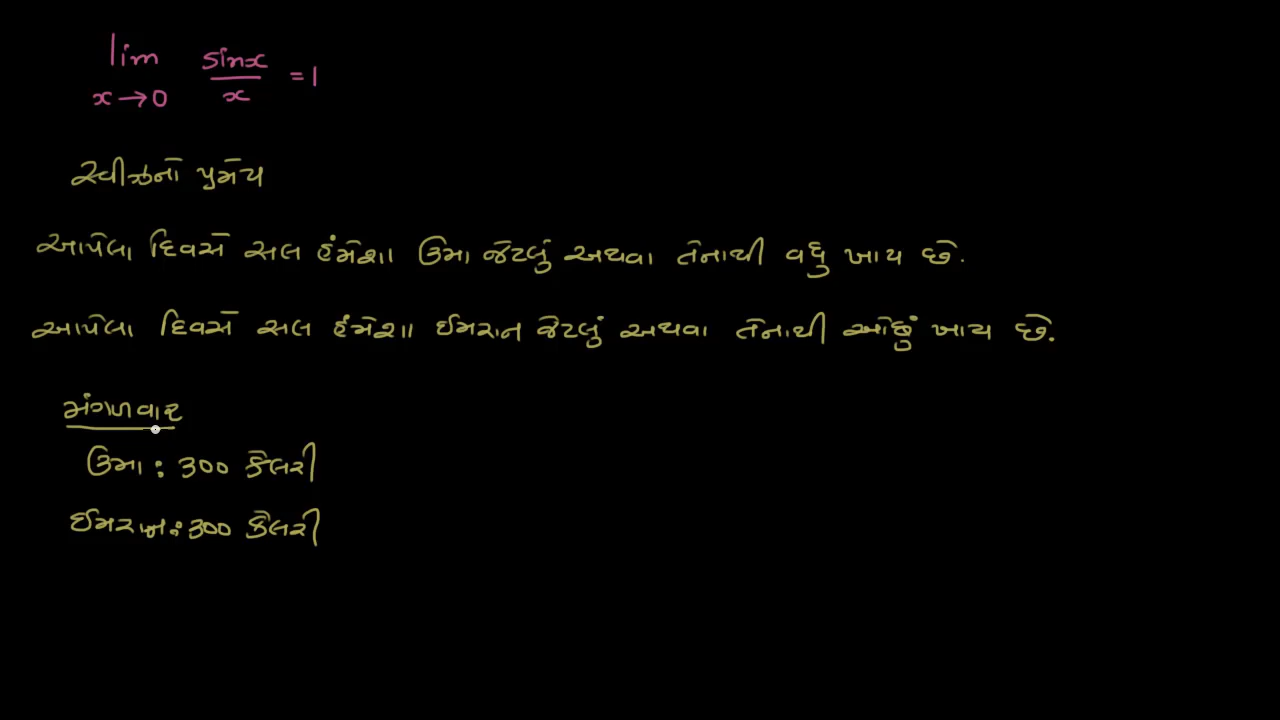 lim x→0 sinx/x = 1
સ્વીઝનો પ્રમેય
આપેલા દિવસે સલ હંમેશા ઉમા જેટલું અથવા તેનાથી વધુ ખાય છે.
આપેલા દિવસે સલ હંમેશા ઈમરાન જેટલું અથવા તેનાથી ઓછું ખાય છે.
મંગળવાર
ઉમા : 300 કેલરી
ઈમરાન : 300 કેલરી